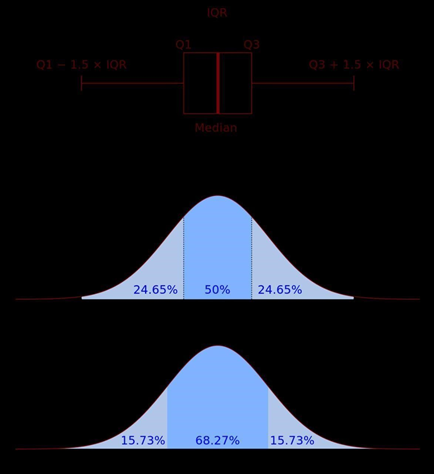 IQR
Q1 Q3
Q1 − 1.5 × IQR Q3 + 1.5 × IQR
Median
24.65% 50% 24.65%
15.73% 68.27% 15.73%